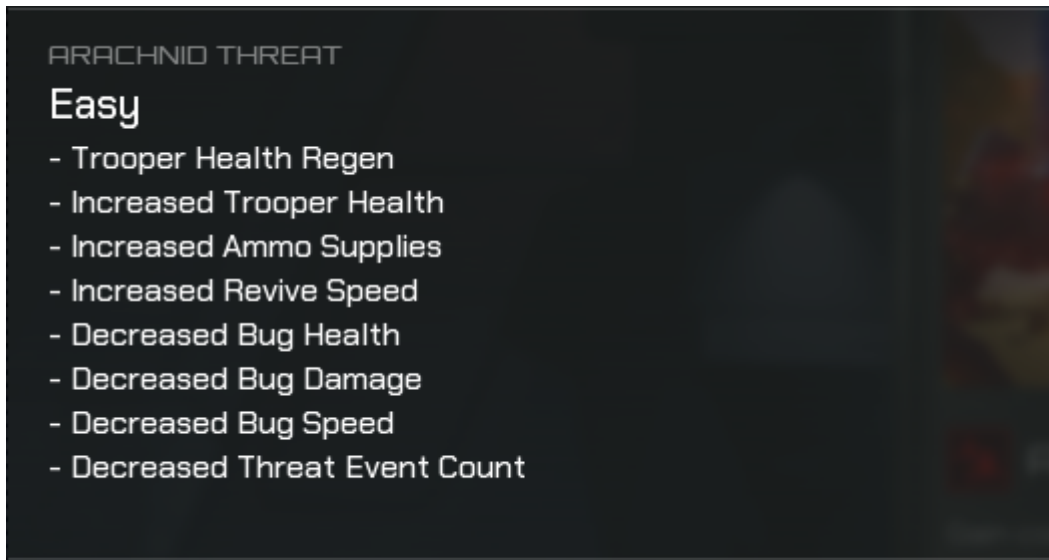 ARACHNID THREAT
Easy
- Trooper Health Regen
- Increased Trooper Health
- Increased Ammo Supplies
- Increased Revive Speed
- Decreased Bug Health
- Decreased Bug Damage
- Decreased Bug Speed
- Decreased Threat Event Count